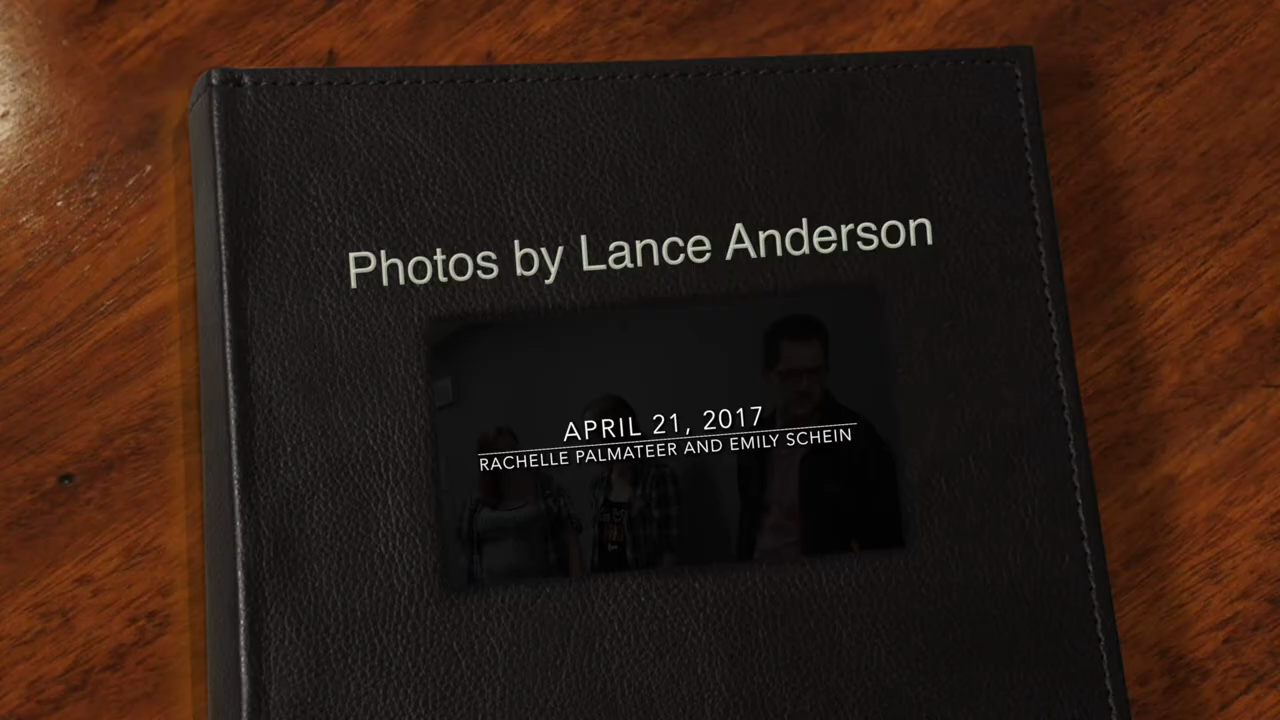 Photos by Lance Anderson
APRIL 21, 2017
RACHELLE PALMATEER AND EMILY SCHEIN